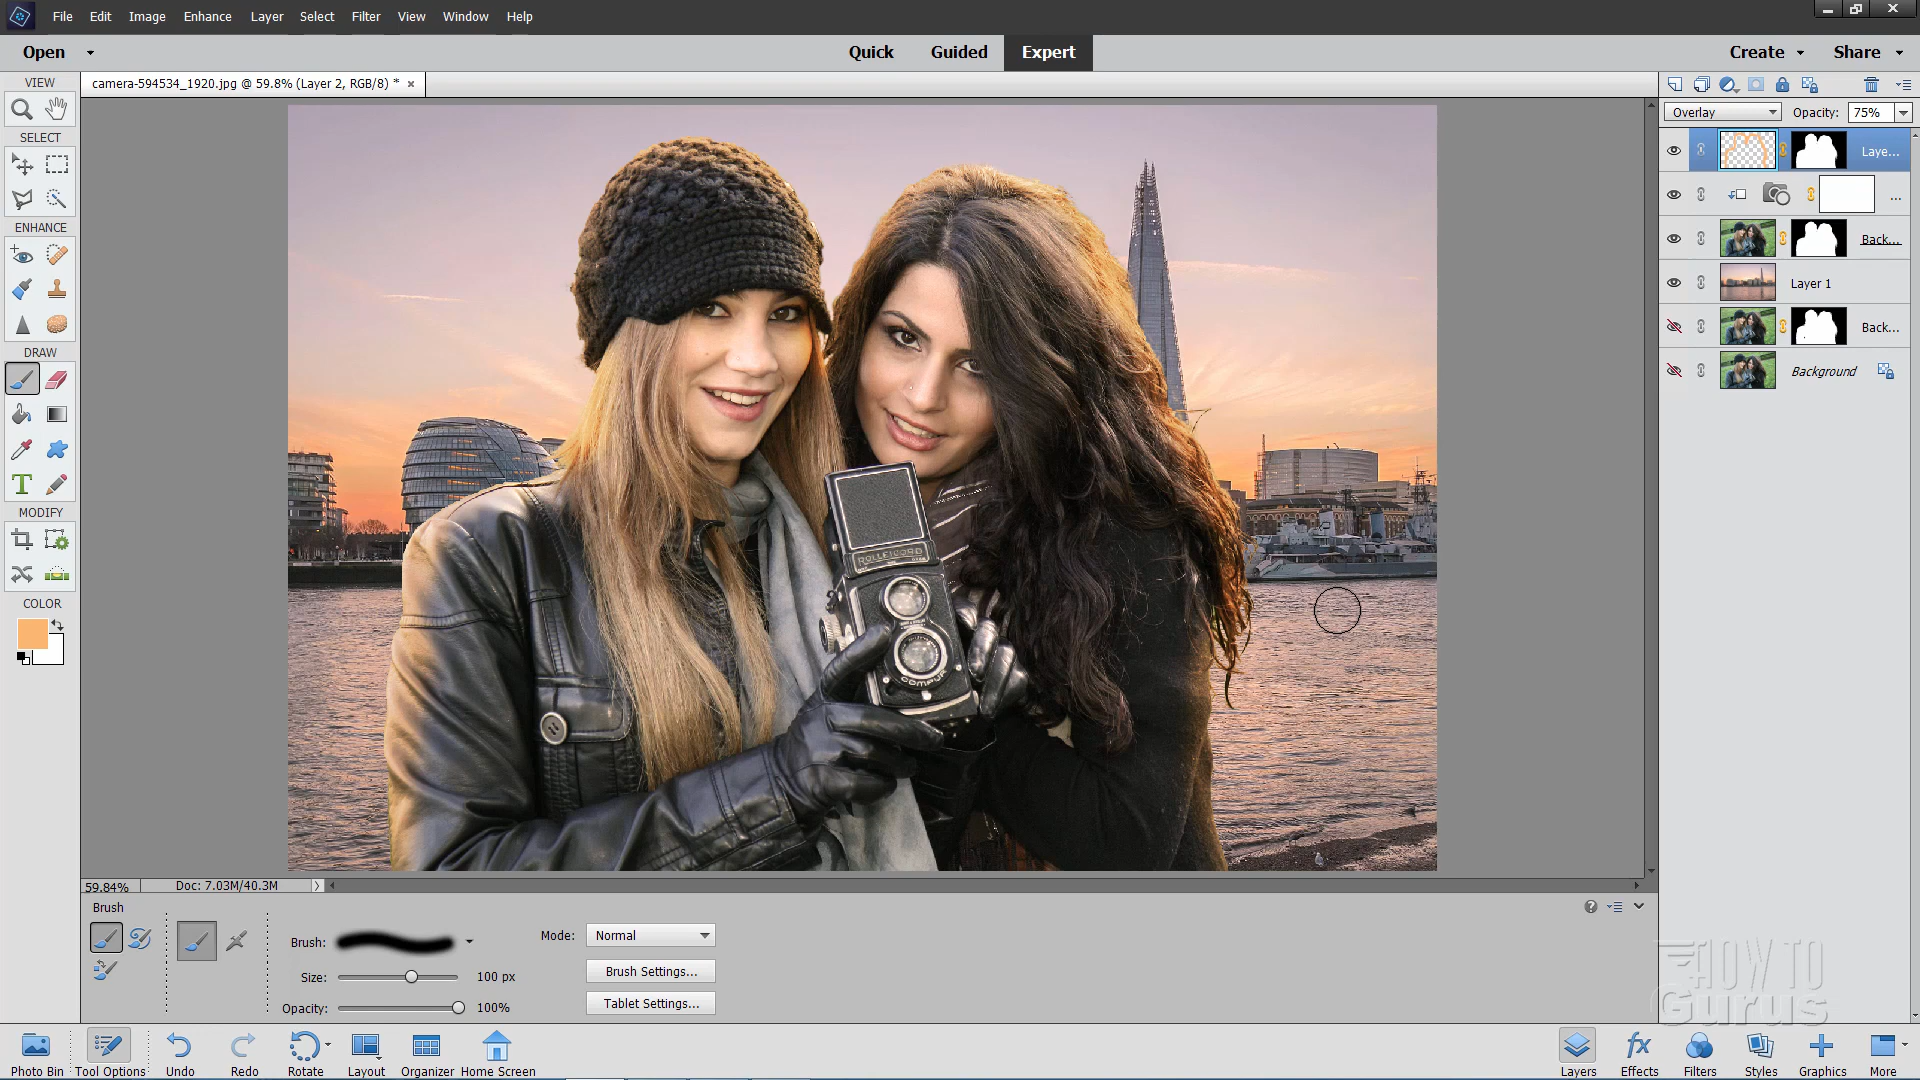 File Edit Image Enhance Layer Select Filter View Window Help
Open Quick Guided Expert Create Share
VIEW
camera-594534_1920.jpg @ 59.8% (Layer 2, RGB/8) *
Overlay Opacity: 75%
SELECT
Laye...
...
ENHANCE
Back...
Layer 1
Back...
DRAW
Background
MODIFY
ROLLEICORD
COLOR
COMPUR
59.84% Doc: 7.03M/40.3M
Brush
Brush: Mode: Normal
Size: 100 px Brush Settings...
Opacity: 100% Tablet Settings...
HOW TO
Gurus
Photo Bin Tool Options Undo Redo Rotate Layout Organizer Home Screen Layers Effects Filters Styles Graphics More